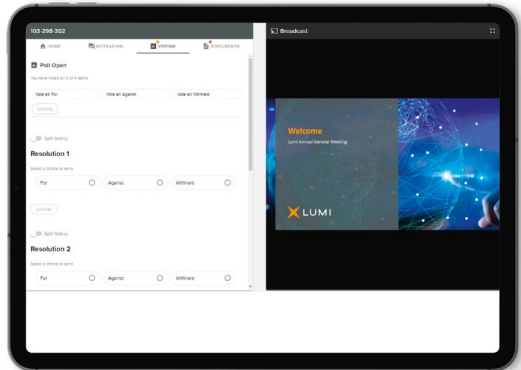 103-298-302
HOME
MESSAGING
VOTING
DOCUMENTS
Poll Open
You have voted on 0 of 4 items
Vote all For
Vote all Against
Vote all Withheld
CANCEL
Split Voting
Resolution 1
Select a choice to send.
For
Against
Withheld
CANCEL
Split Voting
Resolution 2
Select a choice to send.
For
Against
Withheld
Broadcast
Welcome
Lumi Annual General Meeting
LUMI